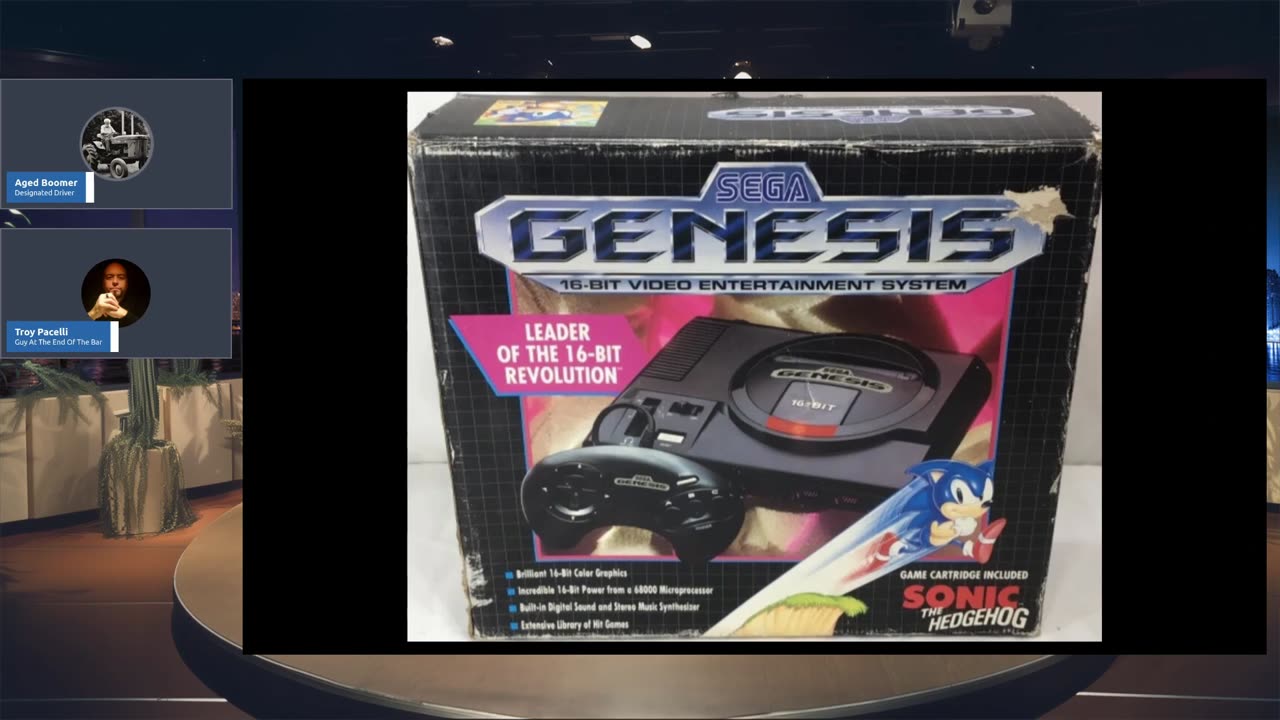 Aged Boomer
Designated Driver
Troy Pacelli
Guy At The End Of The Bar
GENESIS
SEGA
GENESIS
16-BIT VIDEO ENTERTAINMENT SYSTEM
LEADER
OF THE 16-BIT
REVOLUTION™
SEGA
GENESIS
16-BIT
SEGA
GENESIS
Brilliant 16-Bit Color Graphics
Incredible 16-Bit Power from a 68000 Microprocessor
Built-in Digital Sound and Stereo Music Synthesizer
Extensive Library of Hit Games
GAME CARTRIDGE INCLUDED
SONIC
THE
HEDGEHOG